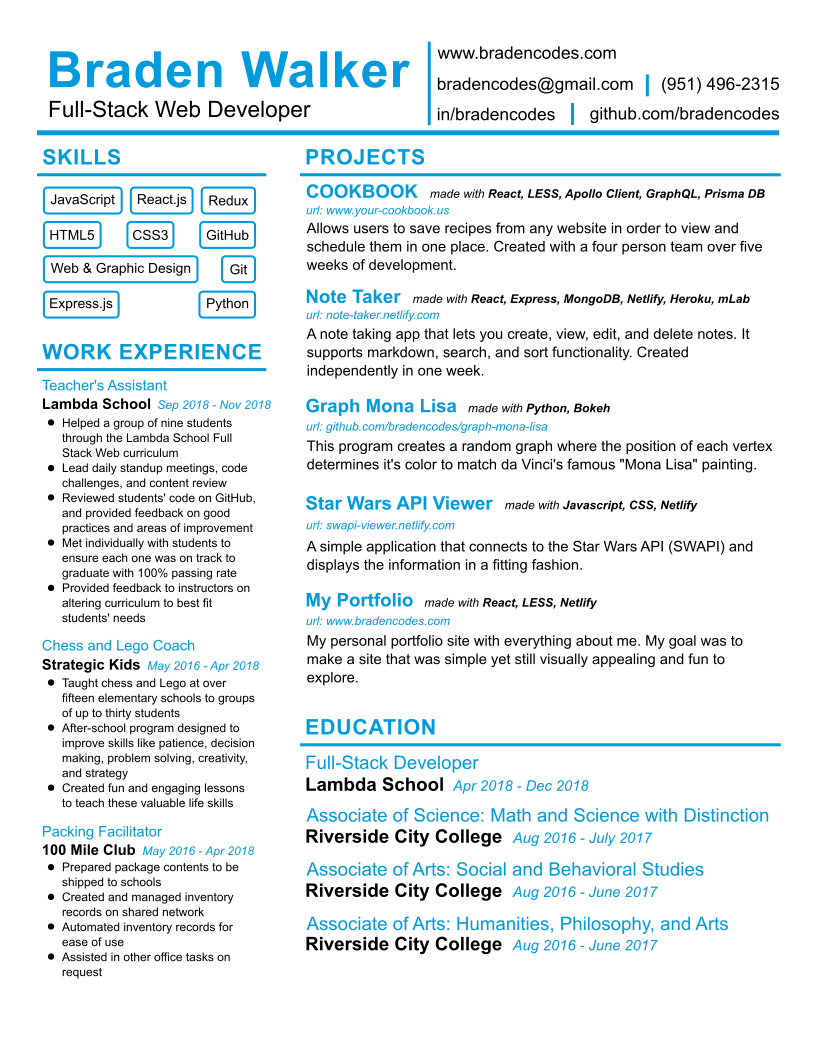 Braden Walker
Full-Stack Web Developer
www.bradencodes.com
bradencodes@gmail.com
(951) 496-2315
in/bradencodes
github.com/bradencodes
SKILLS
JavaScript React.js Redux
HTML5 CSS3 GitHub
Web & Graphic Design Git
Express.js Python
WORK EXPERIENCE
Teacher's Assistant
Lambda School Sep 2018 - Nov 2018
● Helped a group of nine students
through the Lambda School Full
Stack Web curriculum
● Lead daily standup meetings, code
challenges, and content review
● Reviewed students' code on GitHub,
and provided feedback on good
practices and areas of improvement
● Met individually with students to
ensure each one was on track to
graduate with 100% passing rate
● Provided feedback to instructors on
altering curriculum to best fit
students' needs
Chess and Lego Coach
Strategic Kids May 2016 - Apr 2018
● Taught chess and Lego at over
fifteen elementary schools to groups
of up to thirty students
● After-school program designed to
improve skills like patience, decision
making, problem solving, creativity,
and strategy
● Created fun and engaging lessons
to teach these valuable life skills
Packing Facilitator
100 Mile Club May 2016 - Apr 2018
● Prepared package contents to be
shipped to schools
● Created and managed inventory
records on shared network
● Automated inventory records for
ease of use
● Assisted in other office tasks on
request
PROJECTS
COOKBOOK made with React, LESS, Apollo Client, GraphQL, Prisma DB
url: www.your-cookbook.us
Allows users to save recipes from any website in order to view and
schedule them in one place. Created with a four person team over five
weeks of development.
Note Taker made with React, Express, MongoDB, Netlify, Heroku, mLab
url: note-taker.netlify.com
A note taking app that lets you create, view, edit, and delete notes. It
supports markdown, search, and sort functionality. Created
independently in one week.
Graph Mona Lisa made with Python, Bokeh
url: github.com/bradencodes/graph-mona-lisa
This program creates a random graph where the position of each vertex
determines it's color to match da Vinci's famous "Mona Lisa" painting.
Star Wars API Viewer made with Javascript, CSS, Netlify
url: swapi-viewer.netlify.com
A simple application that connects to the Star Wars API (SWAPI) and
displays the information in a fitting fashion.
My Portfolio made with React, LESS, Netlify
url: www.bradencodes.com
My personal portfolio site with everything about me. My goal was to
make a site that was simple yet still visually appealing and fun to
explore.
EDUCATION
Full-Stack Developer
Lambda School Apr 2018 - Dec 2018
Associate of Science: Math and Science with Distinction
Riverside City College Aug 2016 - July 2017
Associate of Arts: Social and Behavioral Studies
Riverside City College Aug 2016 - June 2017
Associate of Arts: Humanities, Philosophy, and Arts
Riverside City College Aug 2016 - June 2017